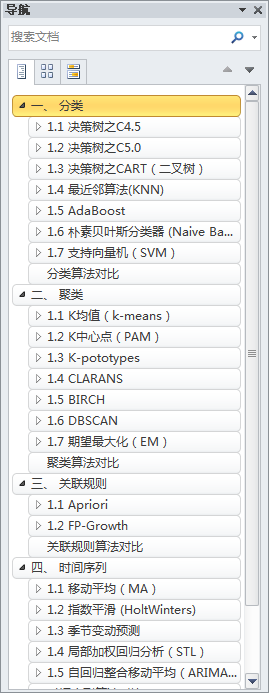 导航
搜索文档
一、 分类
1.1 决策树之C4.5
1.2 决策树之C5.0
1.3 决策树之CART（二叉树）
1.4 最近邻算法(KNN)
1.5 AdaBoost
1.6 朴素贝叶斯分类器 (Naive Ba...
1.7 支持向量机（SVM）
分类算法对比
二、 聚类
1.1 K均值（k-means）
1.2 K中心点（PAM）
1.3 K-pototypes
1.4 CLARANS
1.5 BIRCH
1.6 DBSCAN
1.7 期望最大化（EM）
聚类算法对比
三、 关联规则
1.1 Apriori
1.2 FP-Growth
关联规则算法对比
四、 时间序列
1.1 移动平均（MA）
1.2 指数平滑 (HoltWinters)
1.3 季节变动预测
1.4 局部加权回归分析（STL）
1.5 自回归整合移动平均（ARIMA...